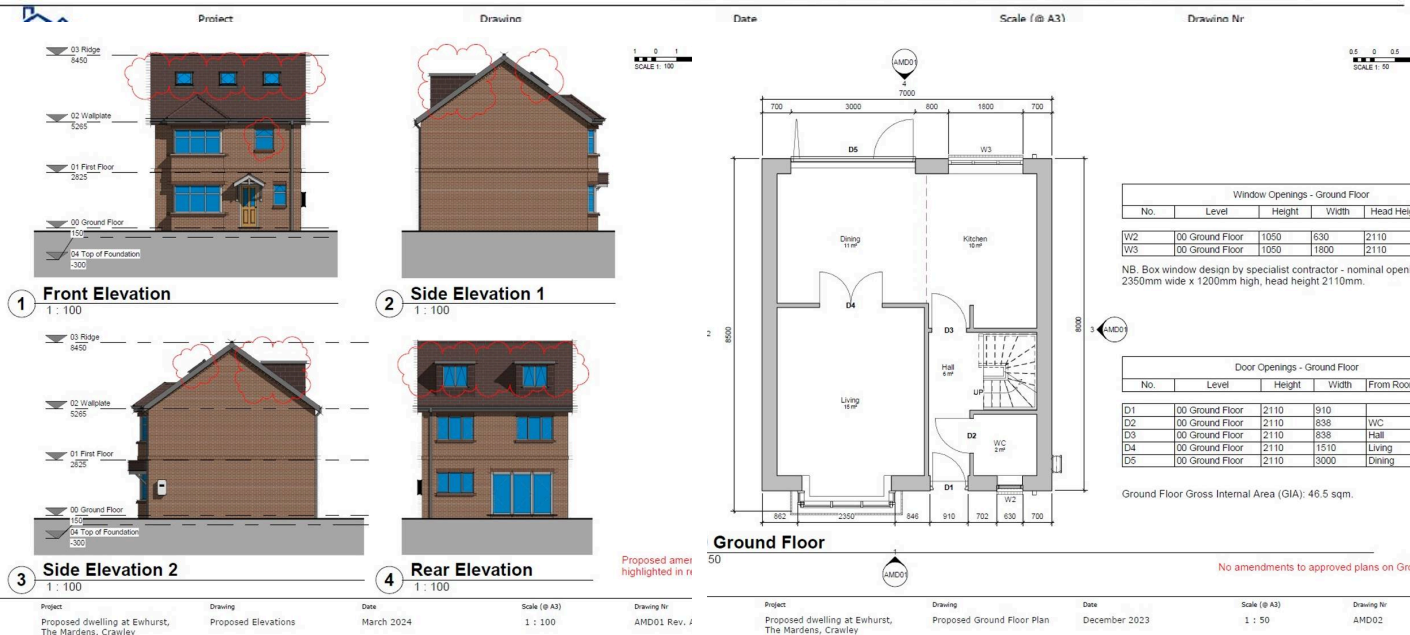 Project
Drawing
Date
Scale (@ A3)
Drawing Nr
03 Ridge
8450
02 Wallplate
5265
01 First Floor
2625
00 Ground Floor
150
04 Top of Foundation
-300
1 0 1
SCALE 1: 100
1 Front Elevation
1 : 100
2 Side Elevation 1
1 : 100
03 Ridge
8450
02 Wallplate
5265
01 First Floor
2625
00 Ground Floor
150
04 Top of Foundation
-300
3 Side Elevation 2
1 : 100
4 Rear Elevation
1 : 100
Proposed
highlighted in
Project
Drawing
Date
Scale (@ A3)
Drawing Nr
Proposed dwelling at Ewhurst,
The Mardens, Crawley
Proposed Elevations
March 2024
1 : 100
AMD01 Rev.
AMD01
4
0.5 0 0.5
SCALE 1: 50
7000
700 3000 800 1800 700
D5
W3
Dining
11 m²
Kitchen
10 m²
D4
D3
Hall
6 m²
UP
Living
15 m²
D2
WC
2 m²
D1
W2
8500
8000
3 AMD01
862 2350 846 910 702 630 700
Window Openings - Ground Floor
No. Level Height Width Head
W2 00 Ground Floor 1050 630 2110
W3 00 Ground Floor 1050 1800 2110
NB. Box window design by specialist contractor - nominal
2350mm wide x 1200mm high, head height 2110mm.
Door Openings - Ground Floor
No. Level Height Width From
D1 00 Ground Floor 2110 910
D2 00 Ground Floor 2110 838 WC
D3 00 Ground Floor 2110 838 Hall
D4 00 Ground Floor 2110 1510 Living
D5 00 Ground Floor 2110 3000 Dining
Ground Floor Gross Internal Area (GIA): 46.5 sqm.
Ground Floor
50
1
AMD01
No amendments to approved plans on
Project
Drawing
Date
Scale (@ A3)
Drawing Nr
Proposed dwelling at Ewhurst,
The Mardens, Crawley
Proposed Ground Floor Plan
December 2023
1 : 50
AMD02